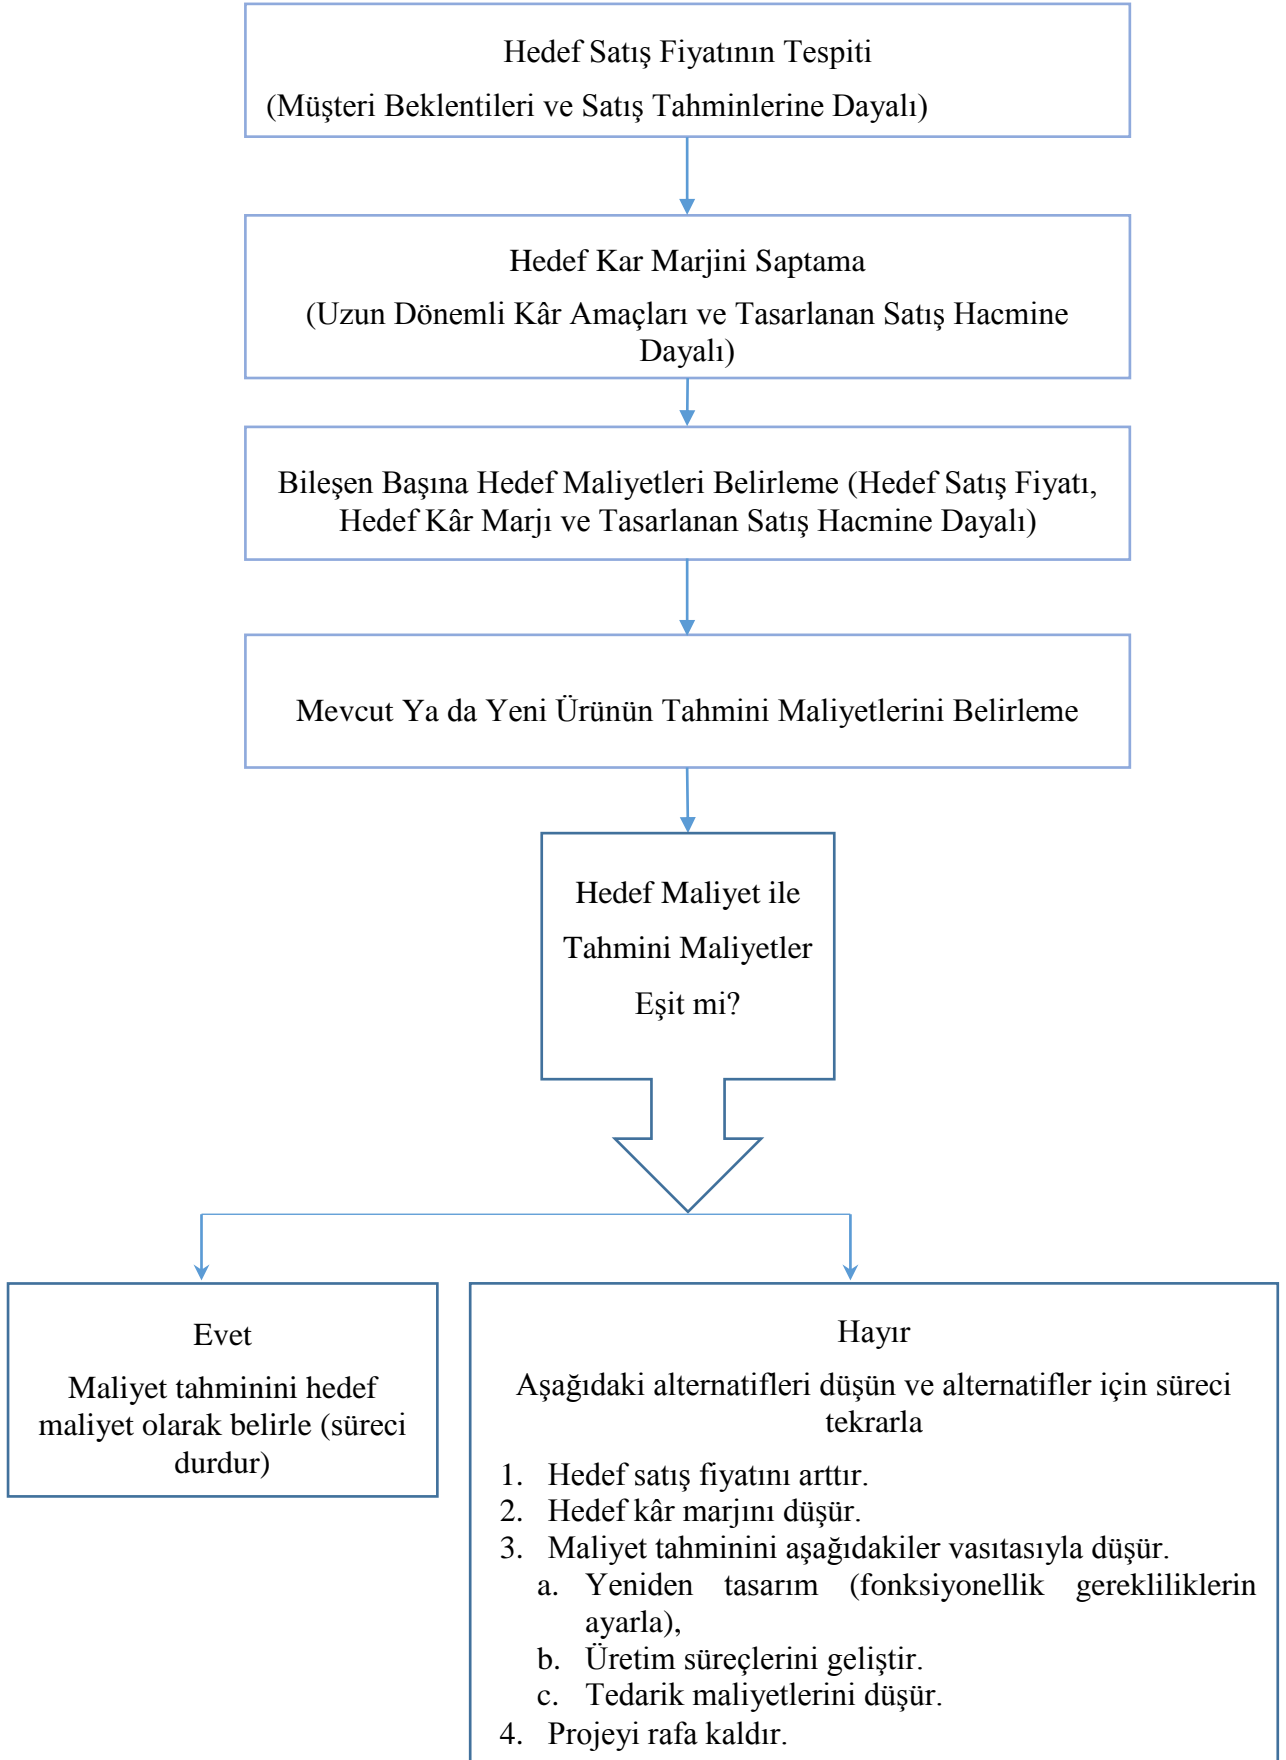 Hedef Satış Fiyatının Tespiti
(Müşteri Beklentileri ve Satış Tahminlerine Dayalı)
Hedef Kar Marjini Saptama
(Uzun Dönemli Kâr Amaçları ve Tasarlanan Satış Hacmine
Dayalı)
Bileşen Başına Hedef Maliyetleri Belirleme (Hedef Satış Fiyatı,
Hedef Kâr Marjı ve Tasarlanan Satış Hacmine Dayalı)
Mevcut Ya da Yeni Ürünün Tahmini Maliyetlerini Belirleme
Hedef Maliyet ile
Tahmini Maliyetler
Eşit mi?
Evet
Maliyet tahminini hedef
maliyet olarak belirle (süreci
durdur)
Hayır
Aşağıdaki alternatifleri düşün ve alternatifler için süreci
tekrarla
1. Hedef satış fiyatını arttır.
2. Hedef kâr marjını düşür.
3. Maliyet tahminini aşağıdakiler vasıtasıyla düşür.
a. Yeniden tasarım (fonksiyonellik gerekliliklerin
ayarla),
b. Üretim süreçlerini geliştir.
c. Tedarik maliyetlerini düşür.
4. Projeyi rafa kaldır.